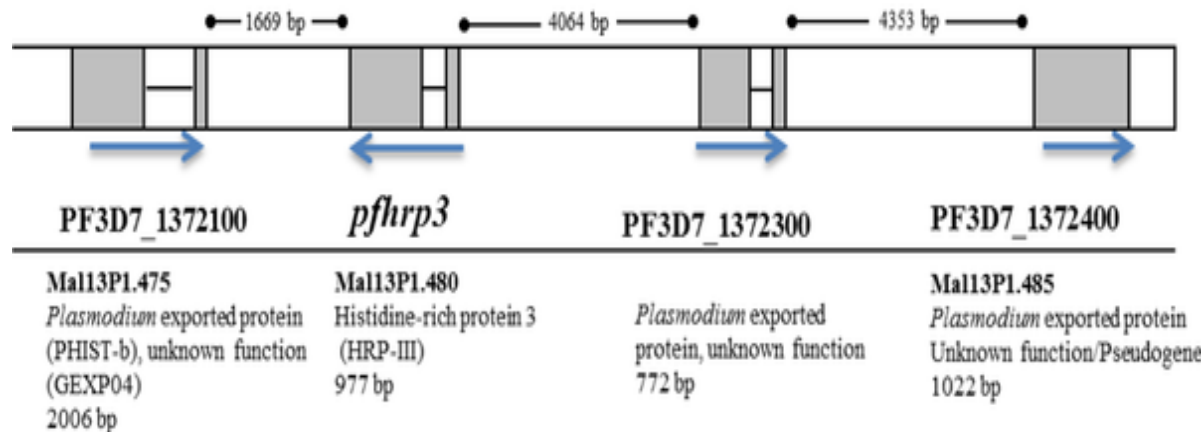 1669 bp
4064 bp
4353 bp
PF3D7_1372100
pfhrp3
PF3D7_1372300
PF3D7_1372400
Mal13P1.475
Plasmodium exported protein
(PHIST-b), unknown function
(GEXP04)
2006 bp
Mal13P1.480
Histidine-rich protein 3
(HRP-III)
977 bp
Plasmodium exported
protein, unknown function
772 bp
Mal13P1.485
Plasmodium exported protein
Unknown function/Pseudogene
1022 bp